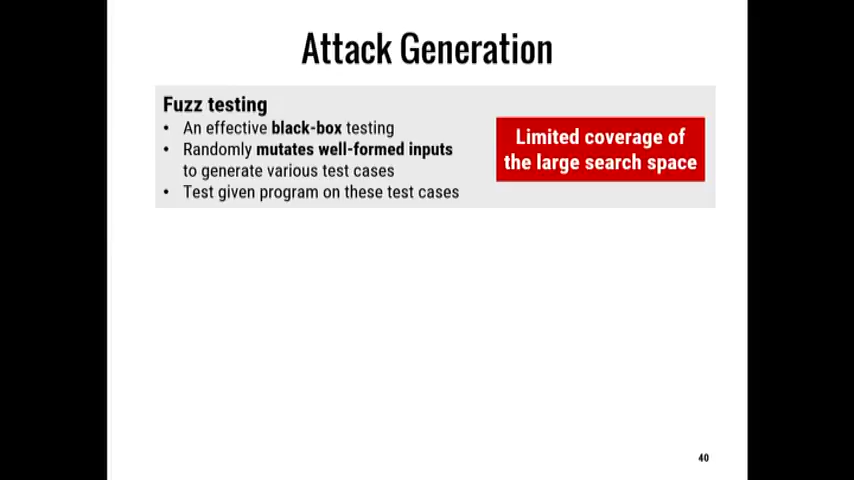 Attack Generation
Fuzz testing
• An effective black-box testing
• Randomly mutates well-formed inputs
to generate various test cases
• Test given program on these test cases
Limited coverage of
the large search space
40